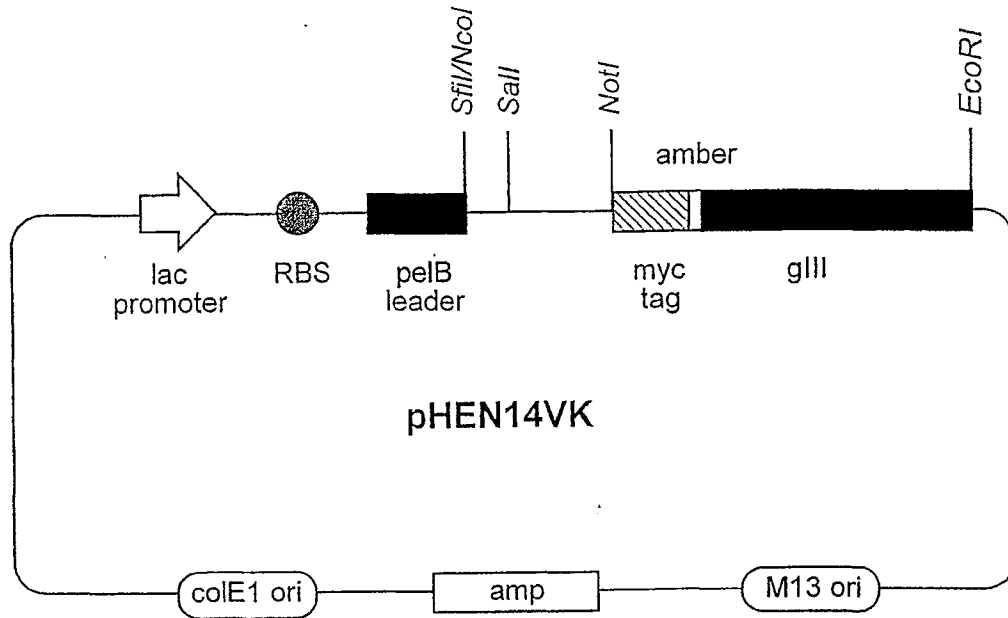 SfiI/NcoI
SalI
NotI
EcoRI
amber
lac
promoter
RBS
pelB
leader
myc
tag
gIII
pHEN14VK
colE1 ori
amp
M13 ori